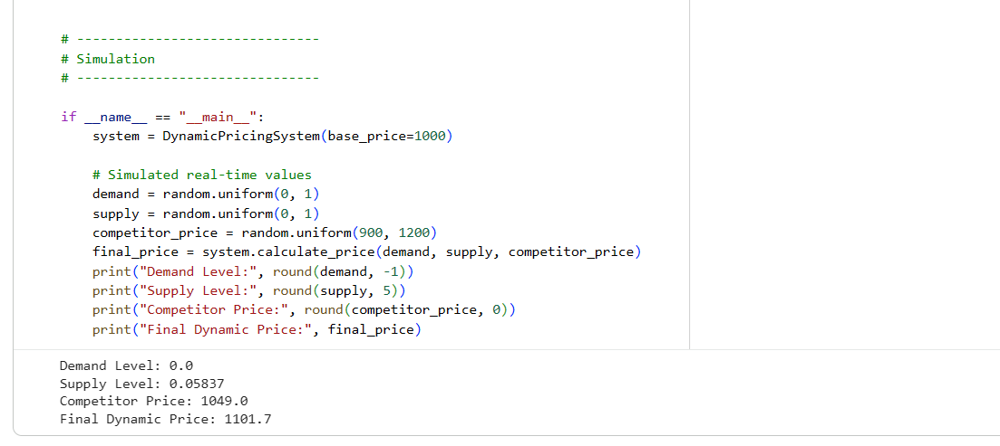 # -------------------------------
# Simulation
# -------------------------------
if __name__ == "__main__":
system = DynamicPricingSystem(base_price=1000)
# Simulated real-time values
demand = random.uniform(0, 1)
supply = random.uniform(0, 1)
competitor_price = random.uniform(900, 1200)
final_price = system.calculate_price(demand, supply, competitor_price)
print("Demand Level:", round(demand, -1))
print("Supply Level:", round(supply, 5))
print("Competitor Price:", round(competitor_price, 0))
print("Final Dynamic Price:", final_price)
Demand Level: 0.0
Supply Level: 0.05837
Competitor Price: 1049.0
Final Dynamic Price: 1101.7